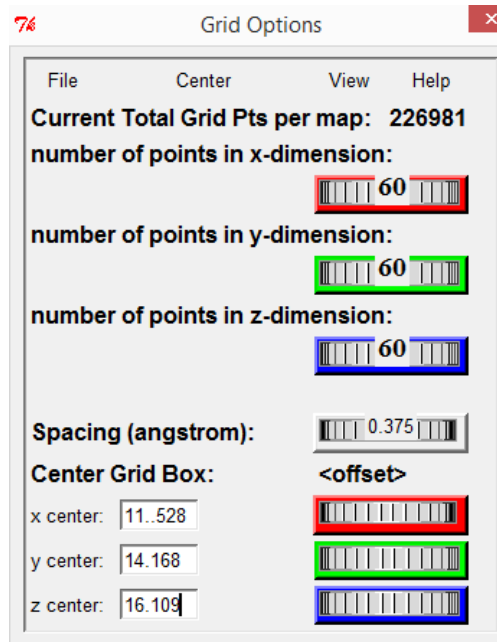 Grid Options
File Center View Help
Current Total Grid Pts per map: 226981
number of points in x-dimension:
60
number of points in y-dimension:
60
number of points in z-dimension:
60
Spacing (angstrom): 0.375
Center Grid Box: <offset>
x center: 11..528
y center: 14.168
z center: 16.109